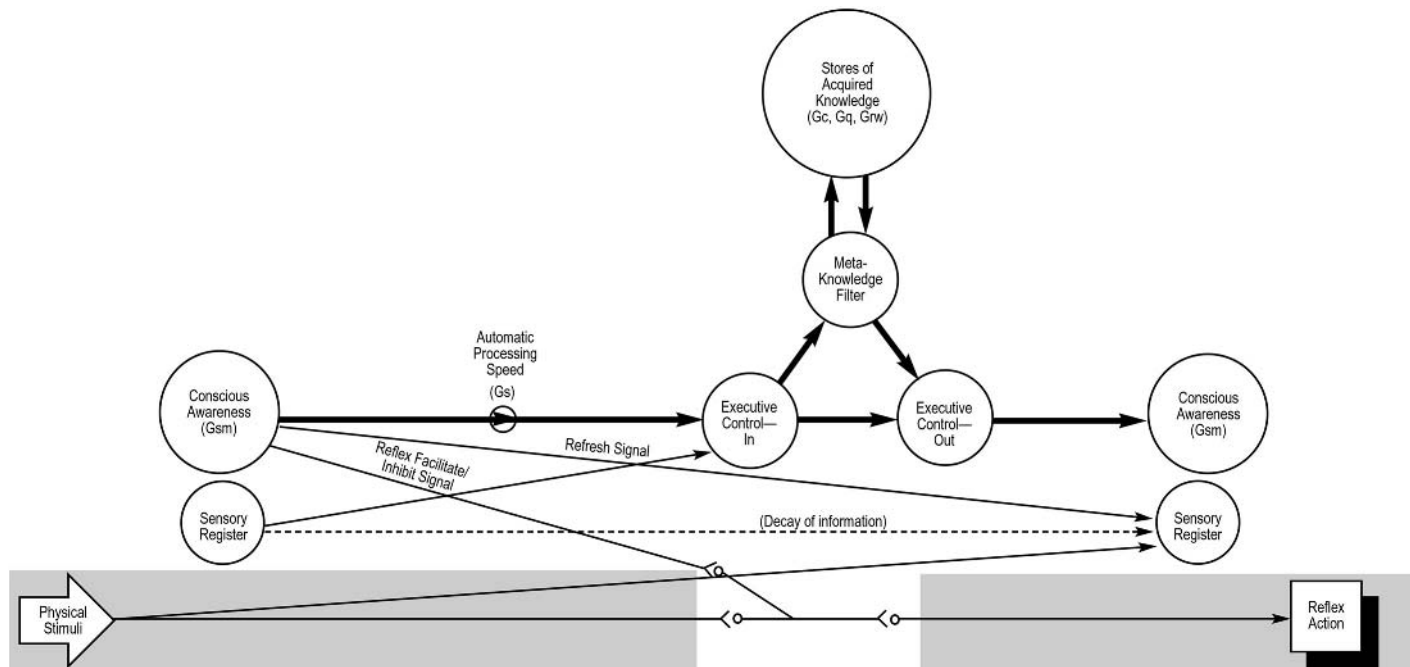 Stores of
Acquired
Knowledge
(Gc, Gq, Grw)
Meta-
Knowledge
Filter
Automatic
Processing
Speed
(Gs)
Conscious
Awareness
(Gsm)
Executive
Control—
In
Executive
Control—
Out
Conscious
Awareness
(Gsm)
Refresh Signal
Reflex Facilitate/
Inhibit Signal
Sensory
Register
(Decay of information)
Sensory
Register
Physical
Stimuli
Reflex
Action